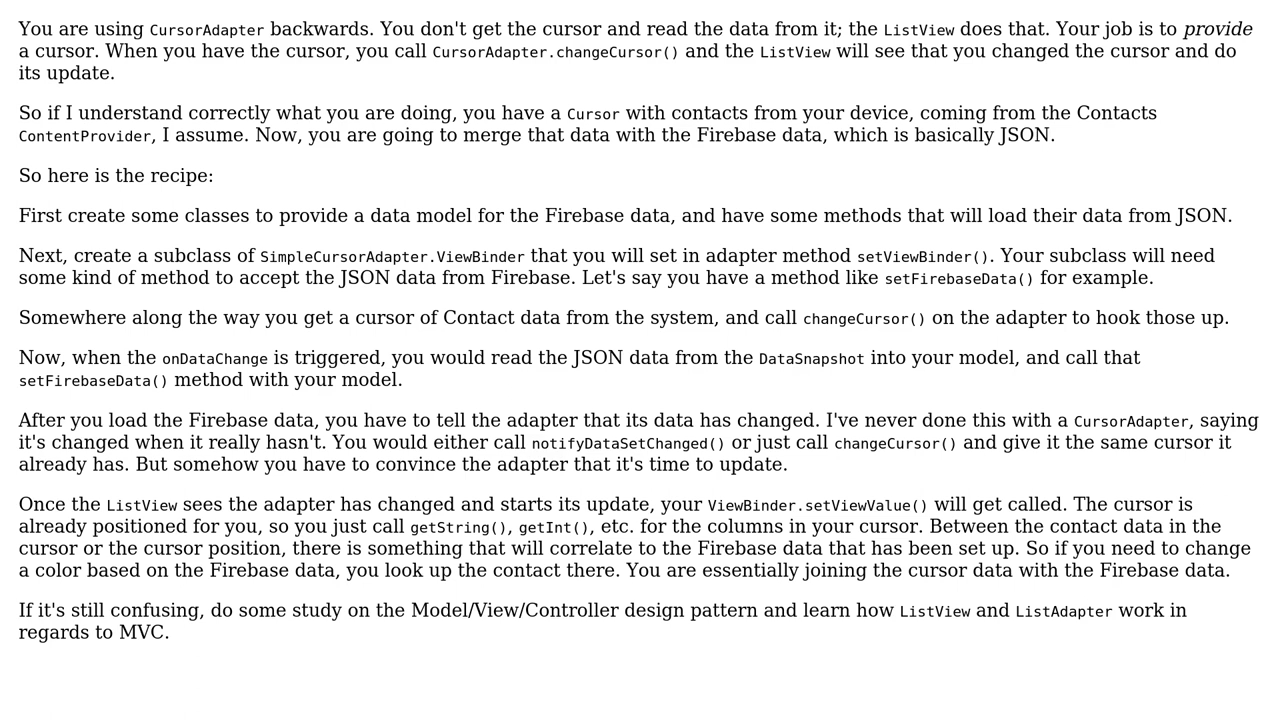 You are using CursorAdapter backwards. You don't get the cursor and read the data from it; the ListView does that. Your job is to provide
a cursor. When you have the cursor, you call CursorAdapter.changeCursor() and the ListView will see that you changed the cursor and do
its update.
So if I understand correctly what you are doing, you have a Cursor with contacts from your device, coming from the Contacts
ContentProvider, I assume. Now, you are going to merge that data with the Firebase data, which is basically JSON.
So here is the recipe:
First create some classes to provide a data model for the Firebase data, and have some methods that will load their data from JSON.
Next, create a subclass of SimpleCursorAdapter.ViewBinder that you will set in adapter method setViewBinder(). Your subclass will need
some kind of method to accept the JSON data from Firebase. Let's say you have a method like setFirebaseData() for example.
Somewhere along the way you get a cursor of Contact data from the system, and call changeCursor() on the adapter to hook those up.
Now, when the onDataChange is triggered, you would read the JSON data from the DataSnapshot into your model, and call that
setFirebaseData() method with your model.
After you load the Firebase data, you have to tell the adapter that its data has changed. I've never done this with a CursorAdapter, saying
it's changed when it really hasn't. You would either call notifyDataSetChanged() or just call changeCursor() and give it the same cursor it
already has. But somehow you have to convince the adapter that it's time to update.
Once the ListView sees the adapter has changed and starts its update, your ViewBinder.setViewValue() will get called. The cursor is
already positioned for you, so you just call getString(), getInt(), etc. for the columns in your cursor. Between the contact data in the
cursor or the cursor position, there is something that will correlate to the Firebase data that has been set up. So if you need to change
a color based on the Firebase data, you look up the contact there. You are essentially joining the cursor data with the Firebase data.
If it's still confusing, do some study on the Model/View/Controller design pattern and learn how ListView and ListAdapter work in
regards to MVC.